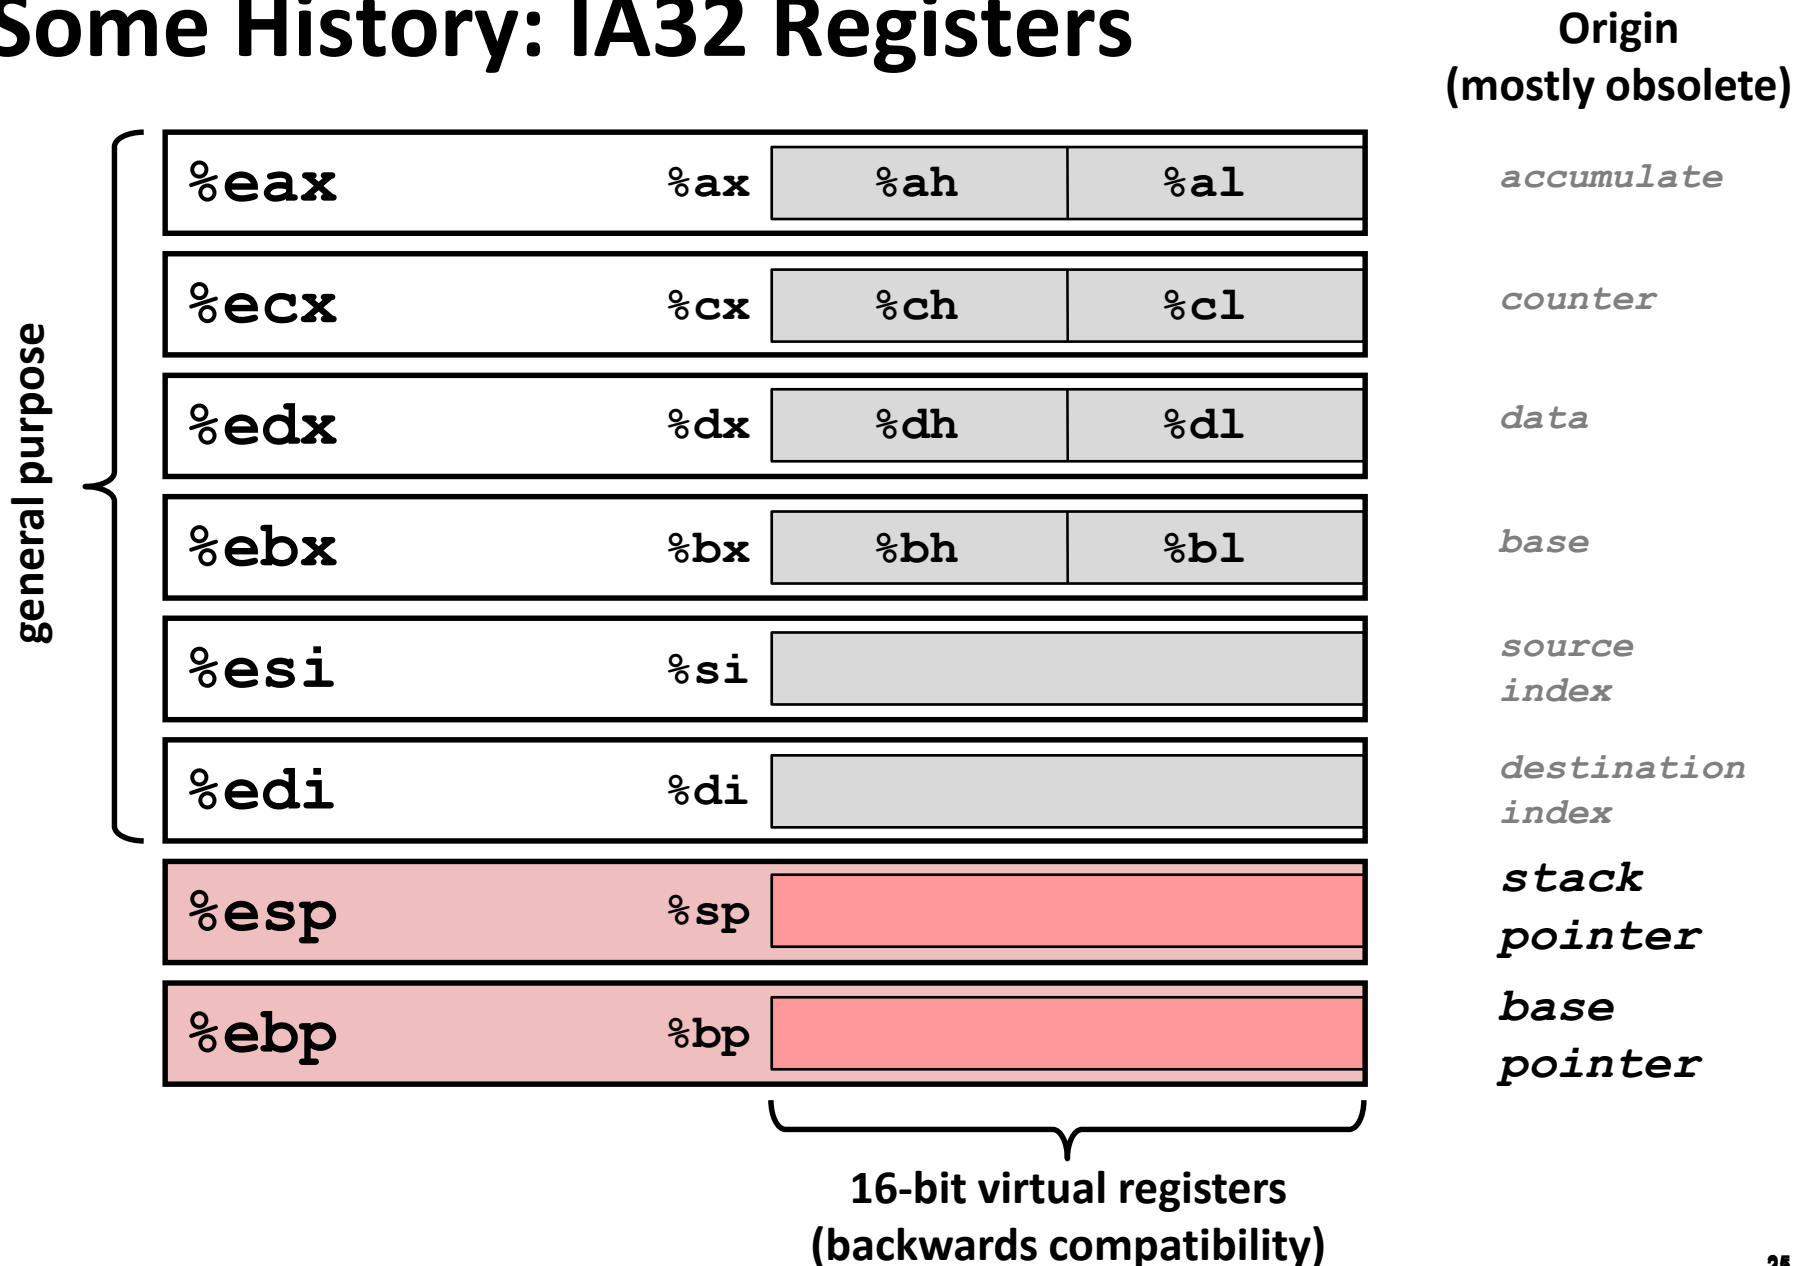 Some History: IA32 Registers
Origin
(mostly obsolete)
general purpose
%eax %ax %ah %al accumulate
%ecx %cx %ch %cl counter
%edx %dx %dh %dl data
%ebx %bx %bh %bl base
%esi %si source
index
%edi %di destination
index
%esp %sp stack
pointer
%ebp %bp base
pointer
16-bit virtual registers
(backwards compatibility)
25